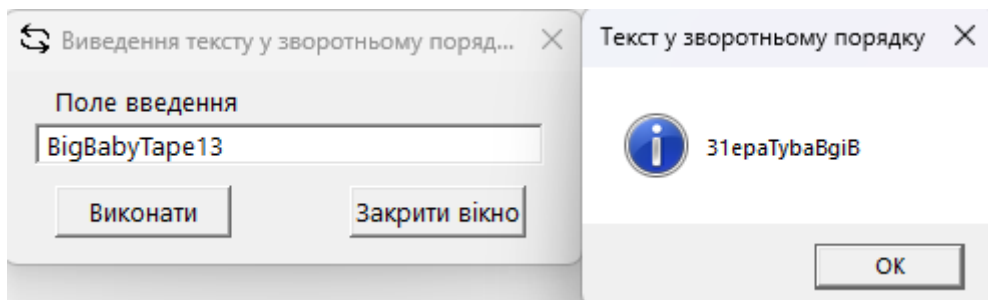 Виведення тексту у зворотньому поряд...
Поле введення
BigBabyTape13
Виконати
Закрити вікно
Текст у зворотньому порядку
31epaTybaBgiB
OK